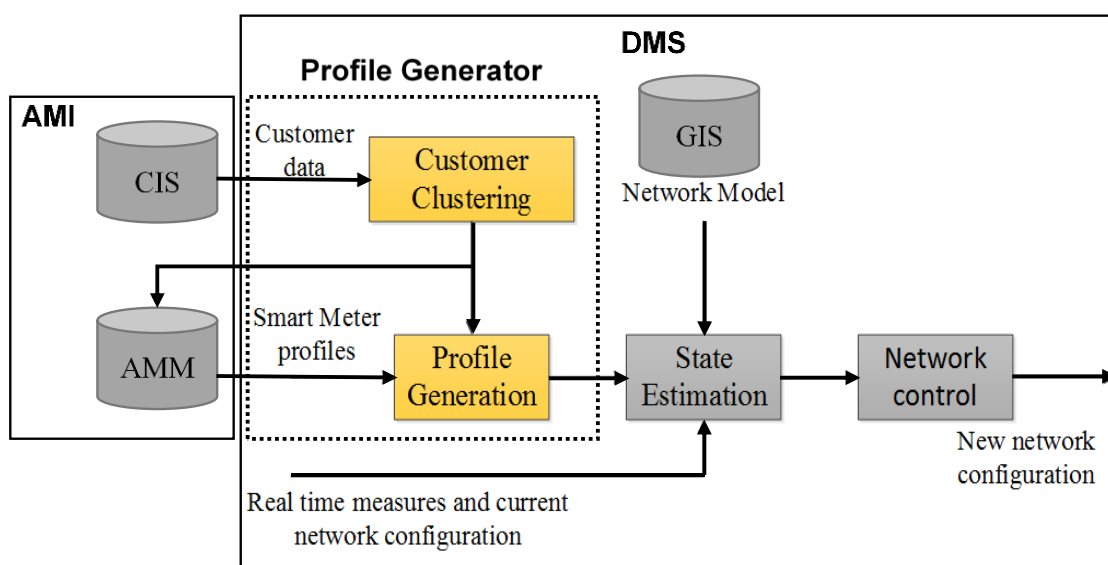 DMS
Profile Generator
AMI
Customer
data
CIS
Customer
Clustering
GIS
Network Model
Smart Meter
profiles
AMM
Profile
Generation
State
Estimation
Network
control
New network
configuration
Real time measures and current
network configuration